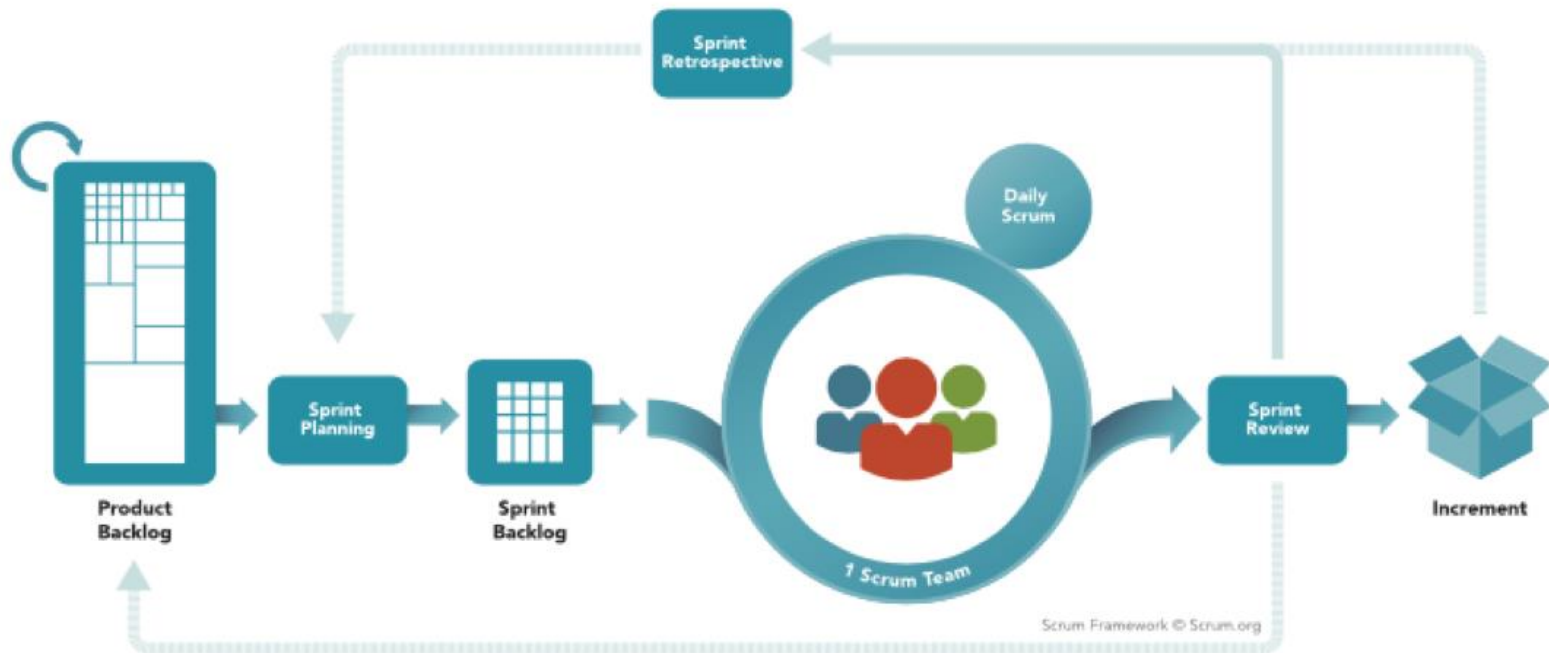 Sprint
Retrospective
Daily
Scrum
Sprint
Planning
Sprint
Review
Product
Backlog
Sprint
Backlog
Increment
1 Scrum Team
Scrum Framework © Scrum.org